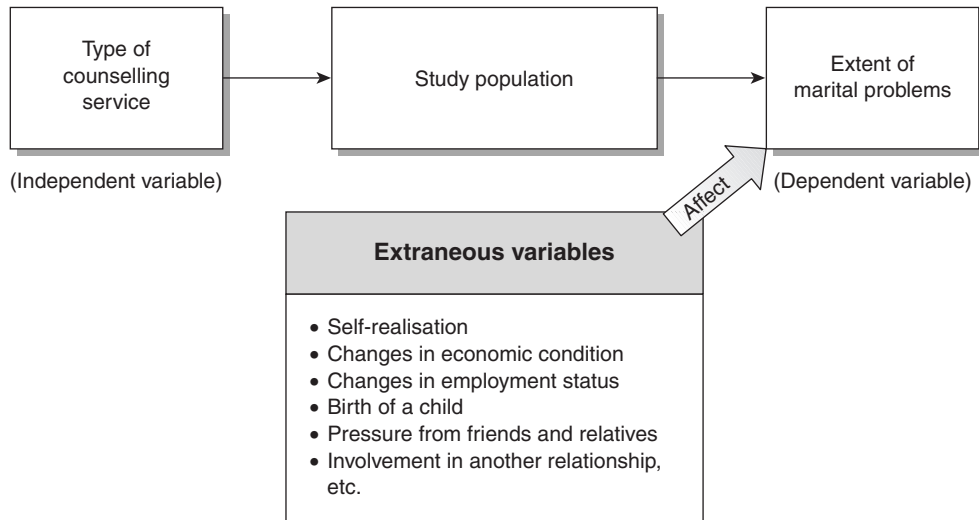 Type of
counselling
service
Study population
Extent of
marital problems
(Independent variable)
(Dependent variable)
Affect
Extraneous variables
• Self-realisation
• Changes in economic condition
• Changes in employment status
• Birth of a child
• Pressure from friends and relatives
• Involvement in another relationship,
etc.